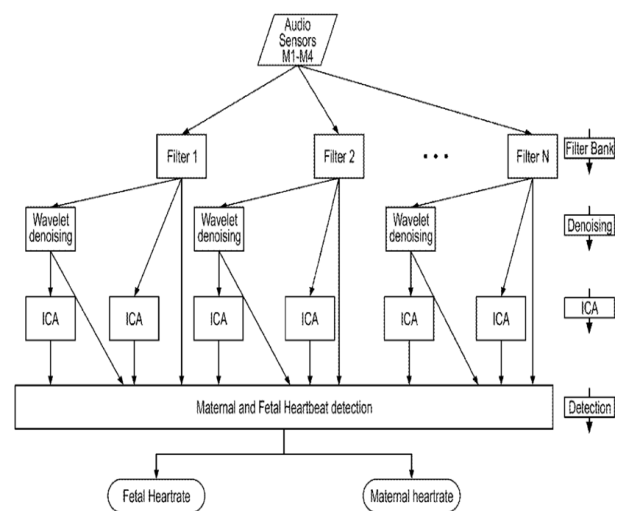 Audio
Sensors
M1-M4
Filter 1
Filter 2
...
Filter N
Filter Bank
Wavelet
denoising
Wavelet
denoising
Wavelet
denoising
Denoising
ICA
ICA
ICA
ICA
ICA
ICA
ICA
Maternal and Fetal Heartbeat detection
Detection
Fetal Heartrate
Maternal heartrate